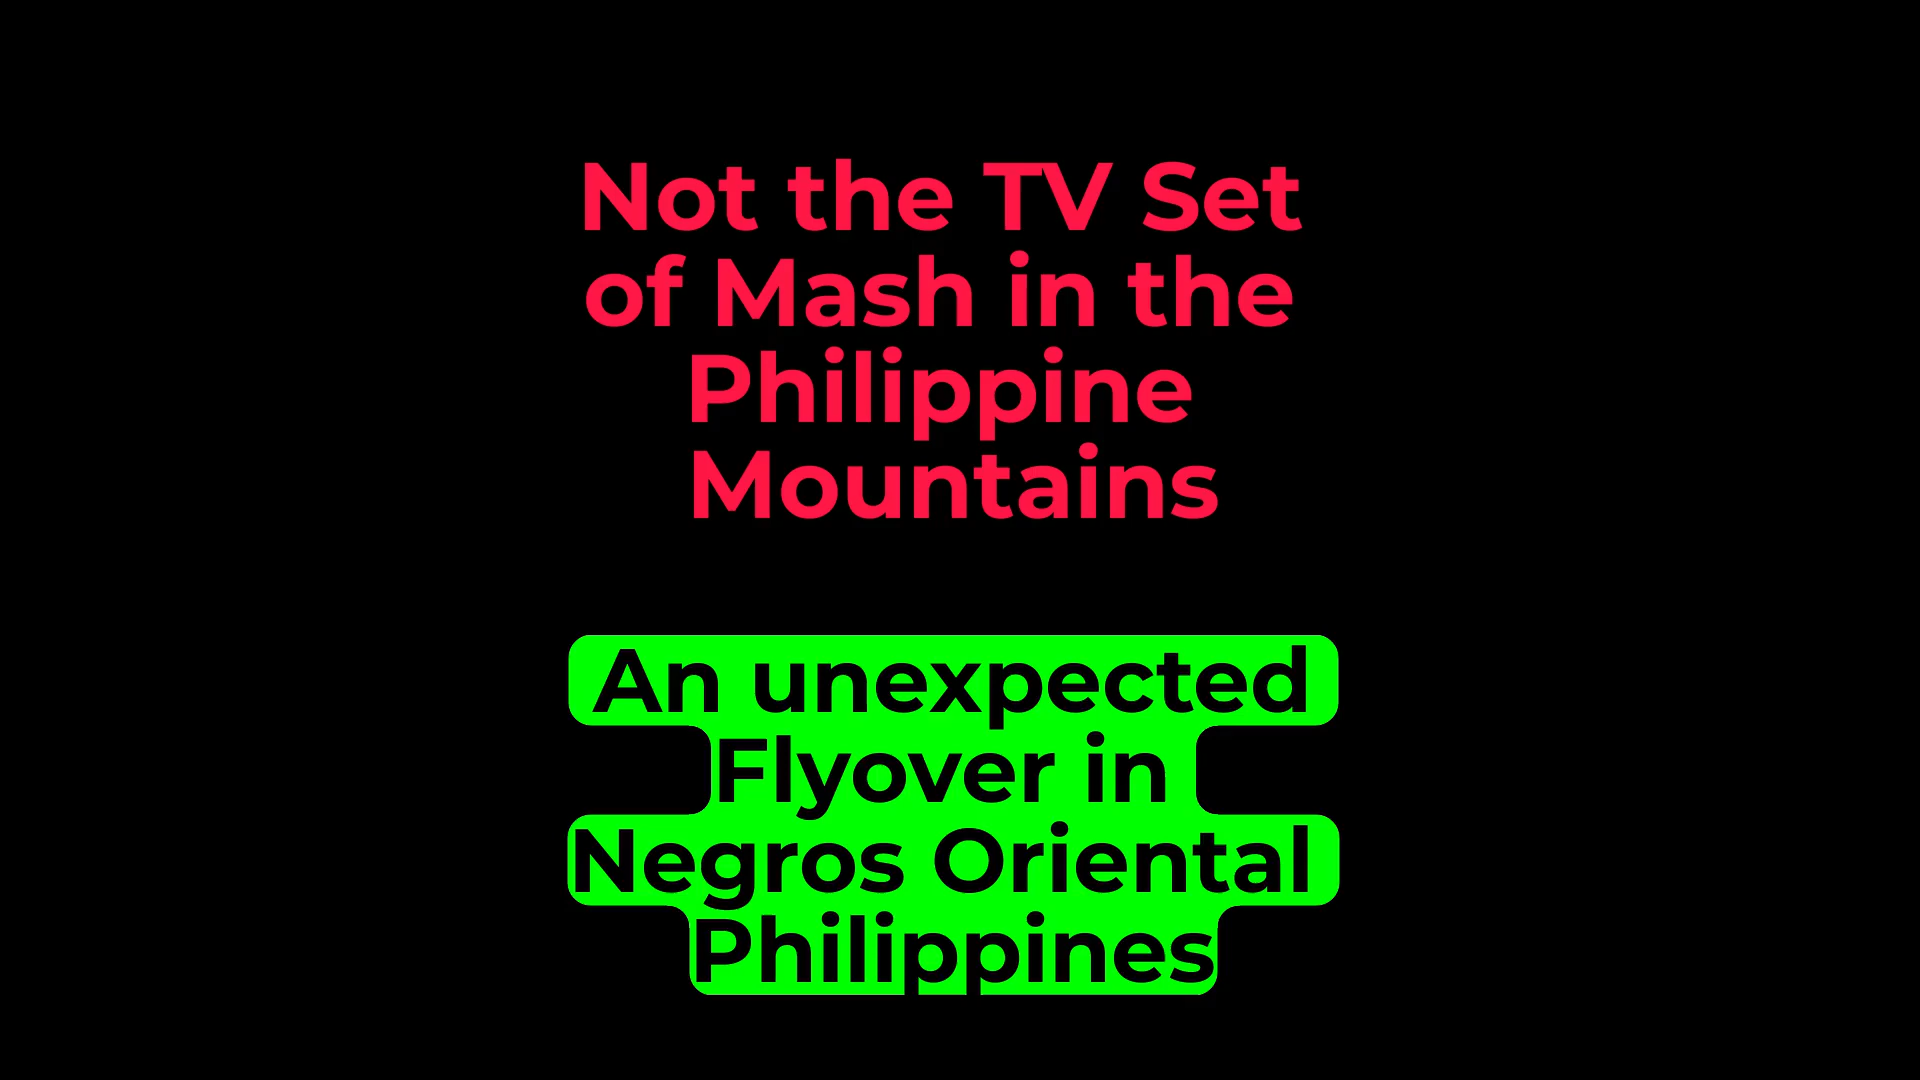 Not the TV Set
of Mash in the
Philippine
Mountains
An unexpected
Flyover in
Negros Oriental
Philippines